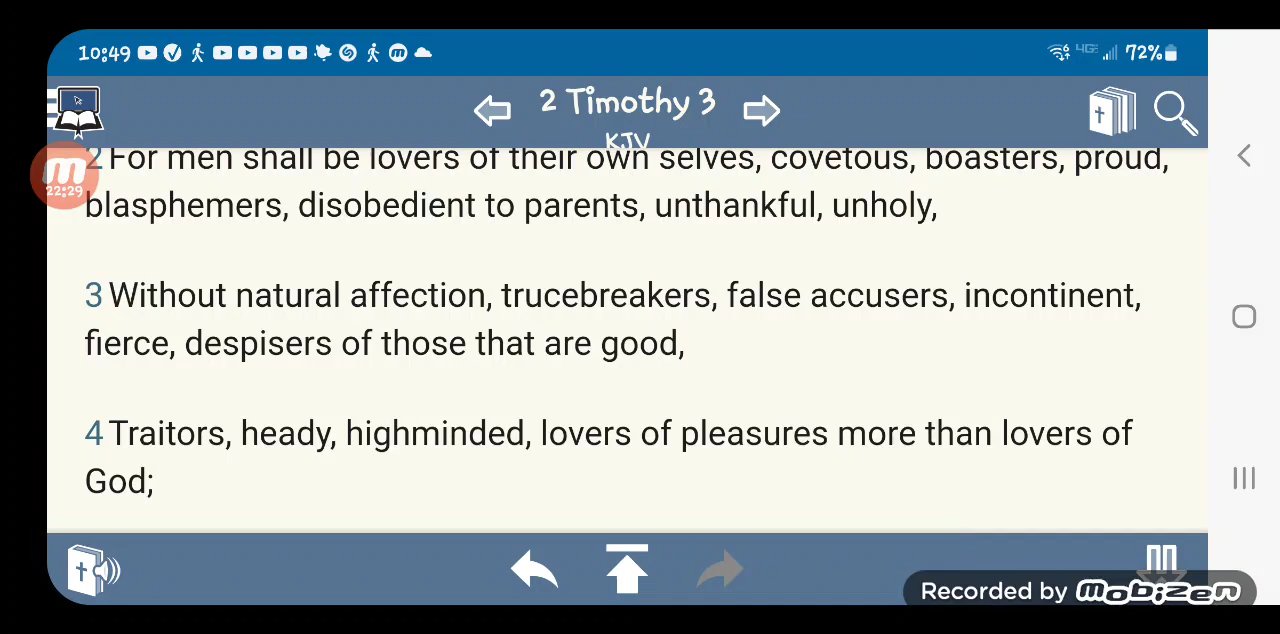 10:49 72%
2 Timothy 3
KJV
22:29
2 For men shall be lovers of their own selves, covetous, boasters, proud,
blasphemers, disobedient to parents, unthankful, unholy,
3 Without natural affection, trucebreakers, false accusers, incontinent,
fierce, despisers of those that are good,
4 Traitors, heady, highminded, lovers of pleasures more than lovers of
God;
Recorded by mobizen